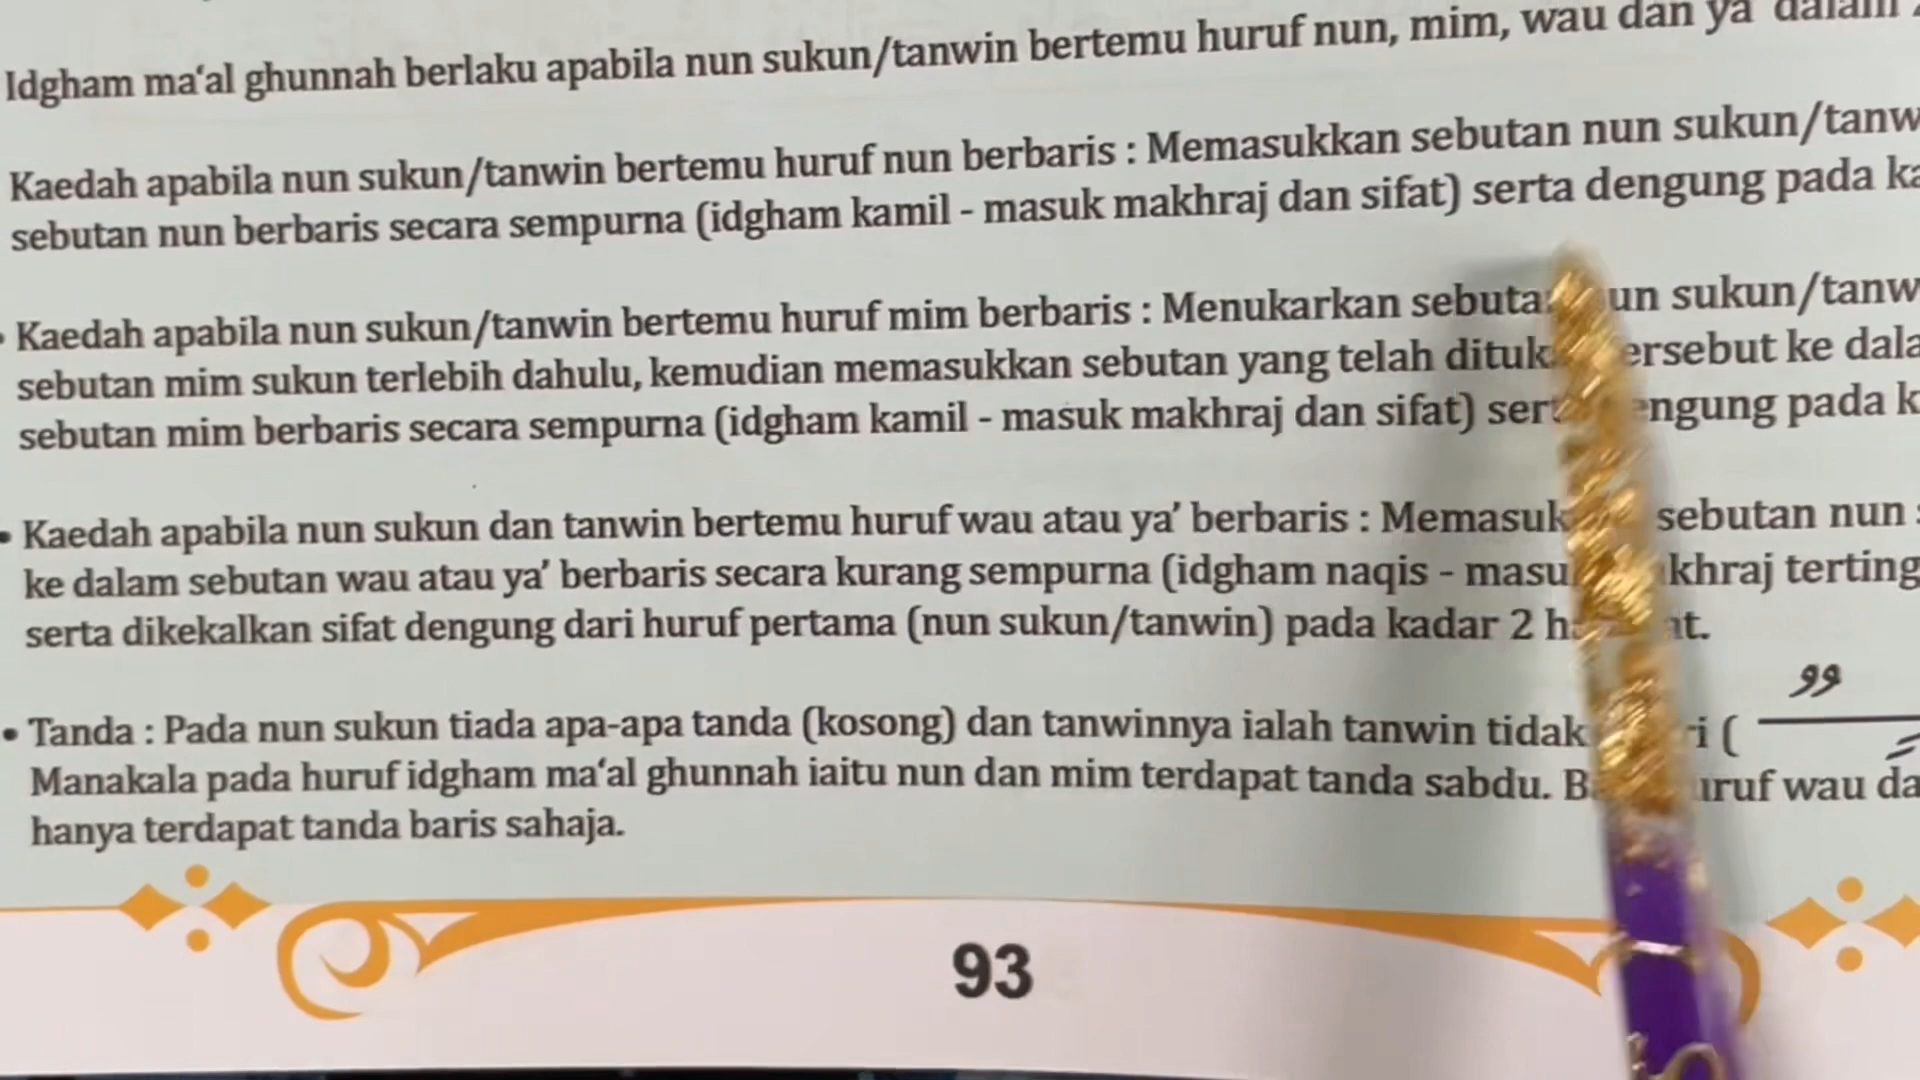 Idgham ma‘al ghunnah berlaku apabila nun sukun/tanwin bertemu huruf nun, mim, wau dan ya dalam
Kaedah apabila nun sukun/tanwin bertemu huruf nun berbaris : Memasukkan sebutan nun sukun/tanw
sebutan nun berbaris secara sempurna (idgham kamil - masuk makhraj dan sifat) serta dengung pada ka
• Kaedah apabila nun sukun/tanwin bertemu huruf mim berbaris : Menukarkan sebuta un sukun/tanw
sebutan mim sukun terlebih dahulu, kemudian memasukkan sebutan yang telah dituk ersebut ke dala
sebutan mim berbaris secara sempurna (idgham kamil - masuk makhraj dan sifat) sert engung pada k
• Kaedah apabila nun sukun dan tanwin bertemu huruf wau atau ya’ berbaris : Memasuk sebutan nun
ke dalam sebutan wau atau ya’ berbaris secara kurang sempurna (idgham naqis - masu khraj terting
serta dikekalkan sifat dengung dari huruf pertama (nun sukun/tanwin) pada kadar 2 ha at.
• Tanda : Pada nun sukun tiada apa-apa tanda (kosong) dan tanwinnya ialah tanwin tidak ri (
Manakala pada huruf idgham ma‘al ghunnah iaitu nun dan mim terdapat tanda sabdu. B uruf wau da
hanya terdapat tanda baris sahaja.
93